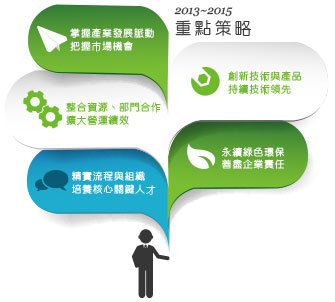 2013~2015
重點策略
掌握產業發展脈動
把握市場機會
創新技術與產品
持續技術領先
整合資源、部門合作
擴大營運績效
永續綠色環保
善盡企業責任
精實流程與組織
培養核心關鍵人才